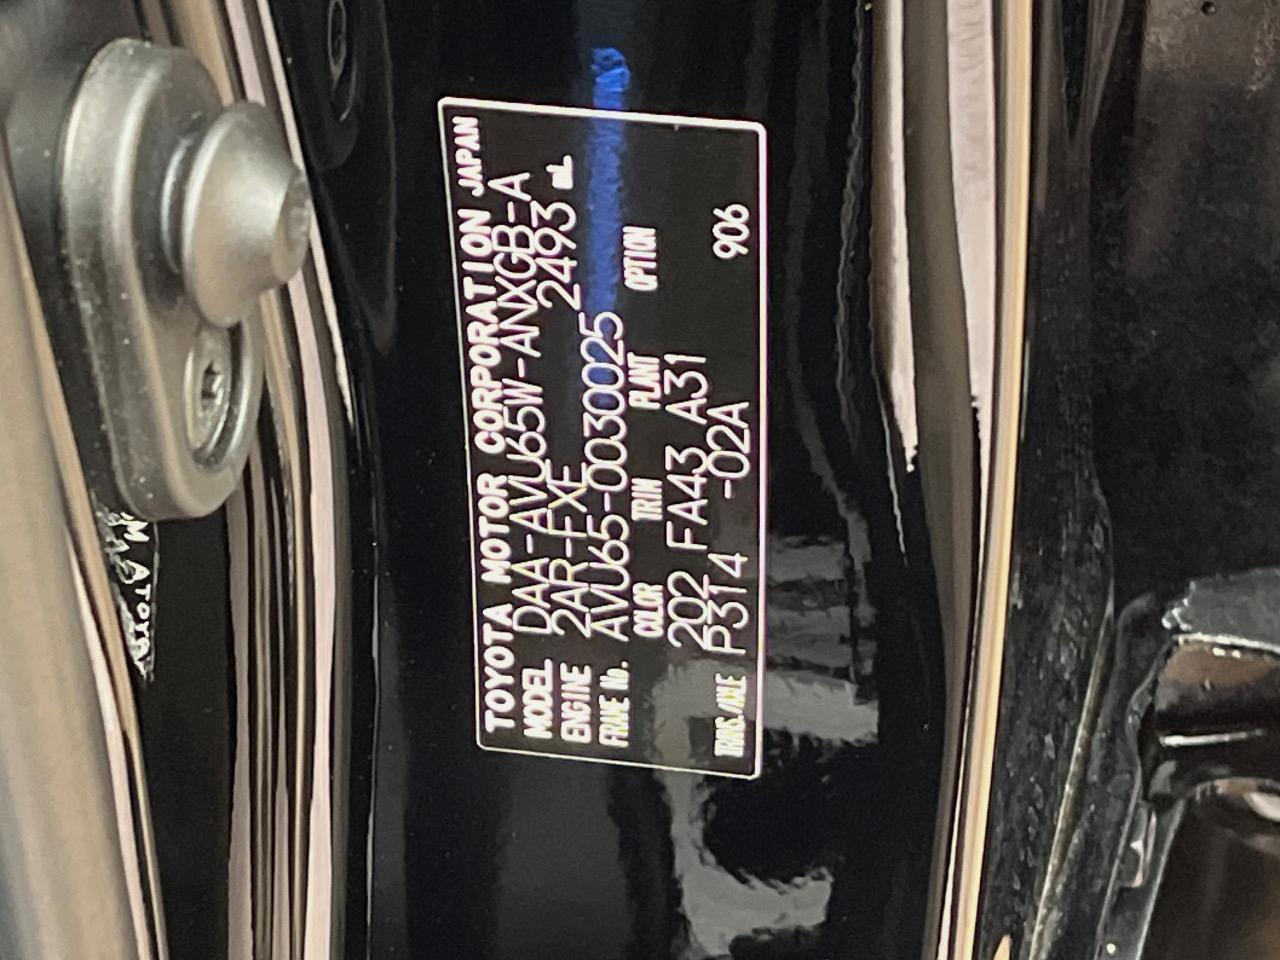 TOYOTA MOTOR CORPORATION JAPAN
MODEL DAA-AVU65W-ANXGB-A
ENGINE 2AR-FXE 2493 mL
FRAME No. AVU65-0030025
COLOR TRIM PLANT OPTION
202 FA43 A31
TRANS./AXLE P314 -02A 906